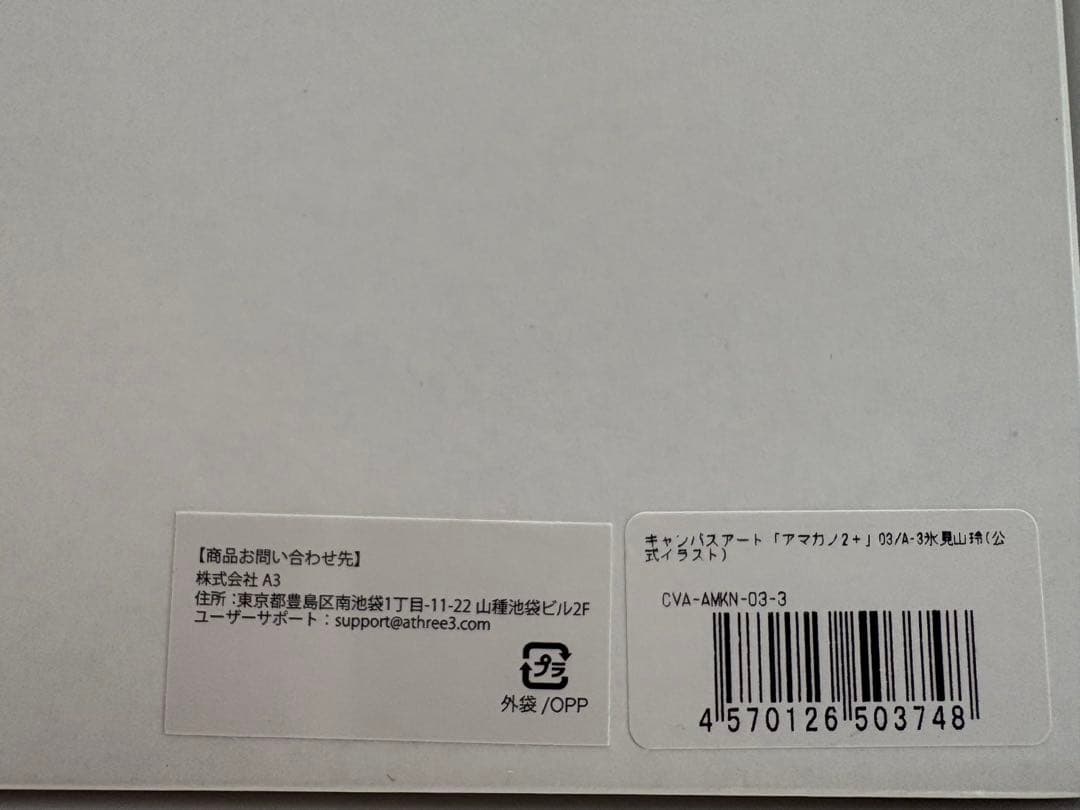 【商品お問い合わせ先】
株式会社 A3
住所：東京都豊島区南池袋1丁目-11-22 山種池袋ビル2F
ユーザーサポート：support@athree3.com
プラ
外袋 /OPP
キャンバスアート「アマカノ2+」03/A-3氷見山玲(公
式イラスト)
CVA-AMKN-03-3
4 570126 503748